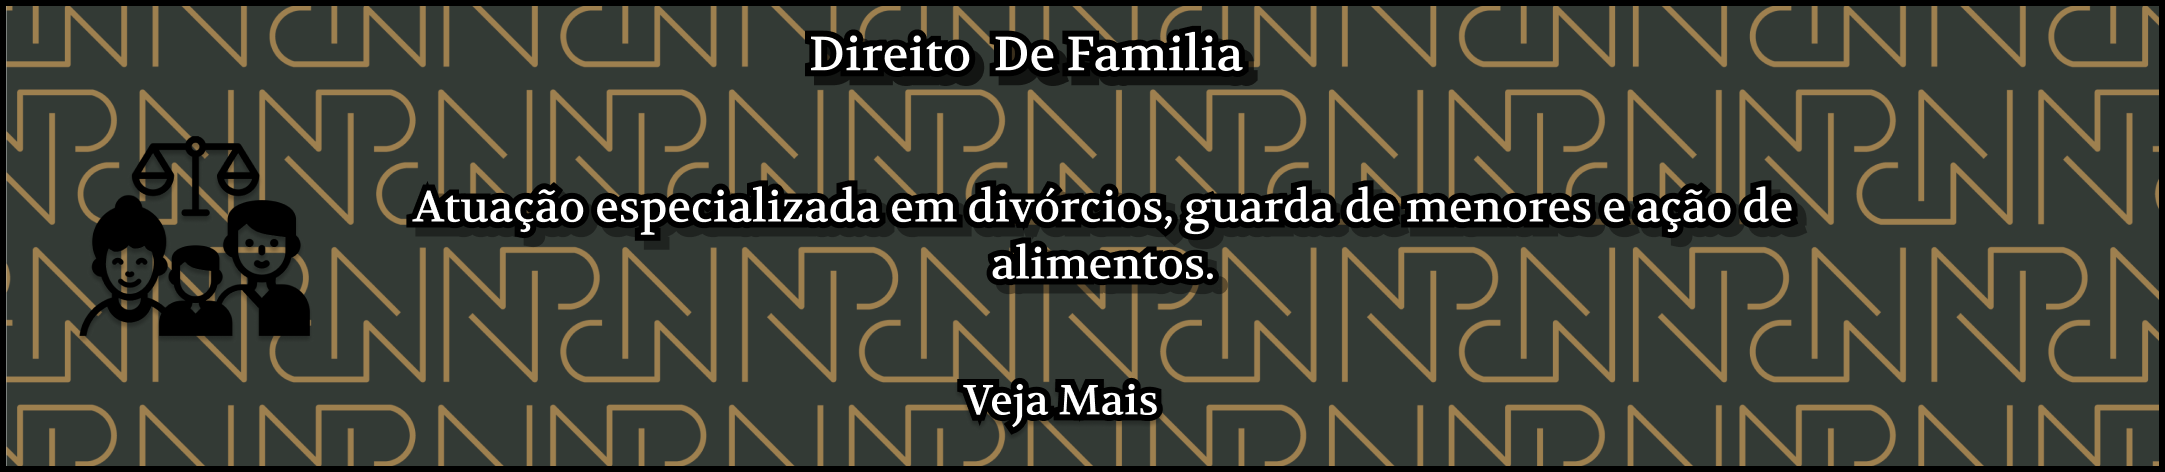 Direito De Familia
Atuação especializada em divórcios, guarda de menores e ação de
alimentos.
Veja Mais